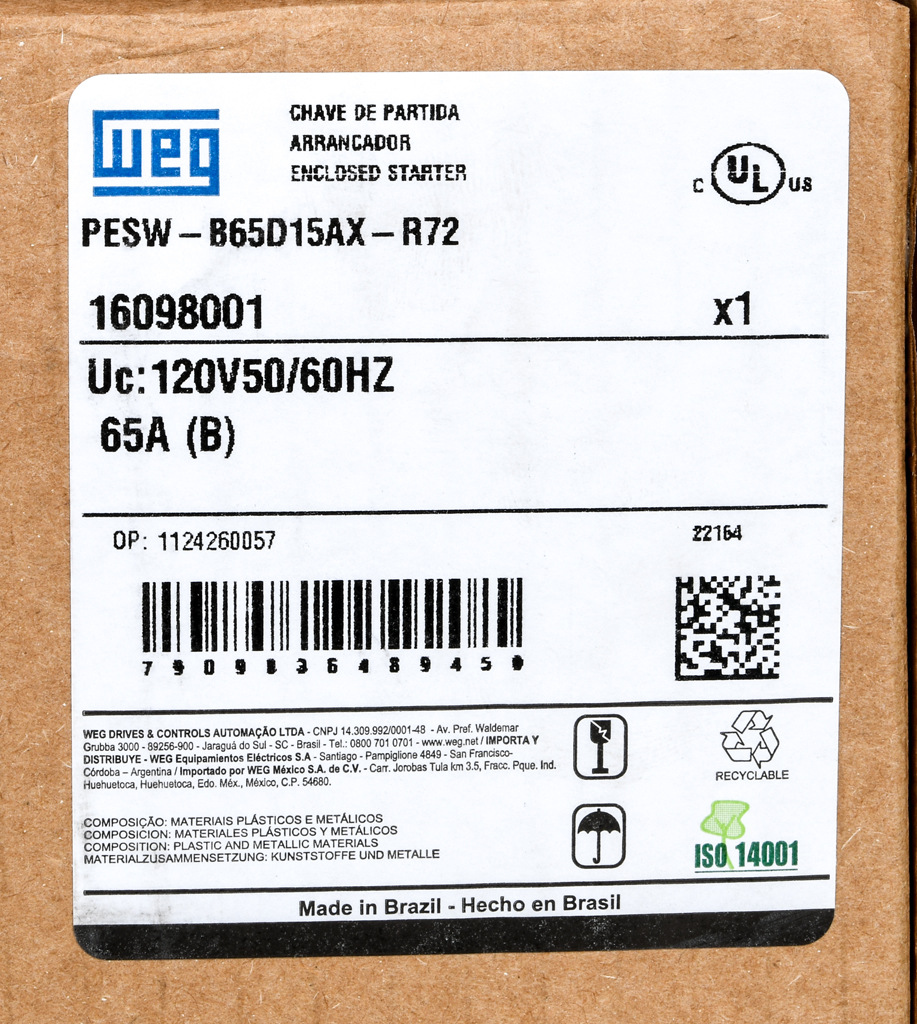 weg
CHAVE DE PARTIDA
ARRANCADOR
ENCLOSED STARTER
C UL US
PESW – B65D15AX – R72
16098001 x1
Uc: 120V50/60HZ
65A (B)
OP: 1124260057 22164
7909836489450
WEG DRIVES & CONTROLS AUTOMAÇÃO LTDA - CNPJ 14.309.992/0001-48 - Av. Pref. Waldemar
Grubba 3000 - 89256-900 - Jaraguá do Sul - SC - Brasil - Tel.: 0800 701 0701 - www.weg.net / IMPORTA Y
DISTRIBUYE - WEG Equipamientos Eléctricos S.A - Santiago - Pampiglione 4849 - San Francisco-
Córdoba – Argentina / Importado por WEG México S.A. de C.V. - Carr. Jorobas Tula km 3.5, Fracc. Pque. Ind.
Huehuetoca, Huehuetoca, Edo. Méx., México, C.P. 54680.
RECYCLABLE
COMPOSIÇÃO: MATERIAIS PLÁSTICOS E METÁLICOS
COMPOSICION: MATERIALES PLÁSTICOS Y METÁLICOS
COMPOSITION: PLASTIC AND METALLIC MATERIALS
MATERIALZUSAMMENSETZUNG: KUNSTSTOFFE UND METALLE
ISO 14001
Made in Brazil - Hecho en Brasil